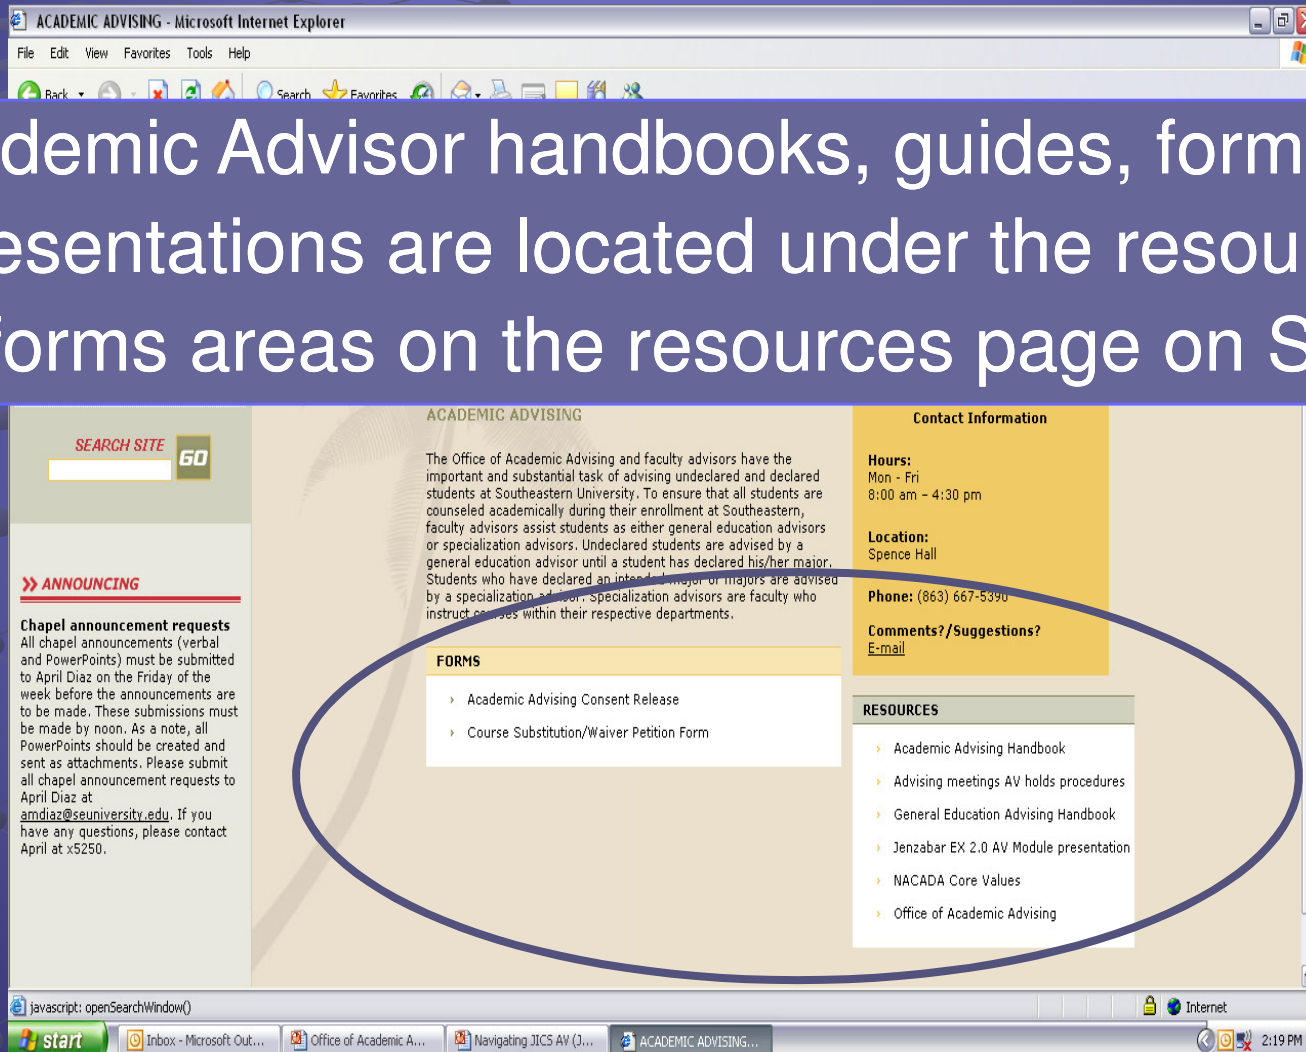 ACADEMIC ADVISING - Microsoft Internet Explorer
File Edit View Favorites Tools Help
Back Search Favorites
demic Advisor handbooks, guides, form
esentations are located under the resou
forms areas on the resources page on S
SEARCH SITE GO
ANNOUNCING
Chapel announcement requests
All chapel announcements (verbal
and PowerPoints) must be submitted
to April Diaz on the Friday of the
week before the announcements are
to be made. These submissions must
be made by noon. As a note, all
PowerPoints should be created and
sent as attachments. Please submit
all chapel announcement requests to
April Diaz at
amdiaz@seuniversity.edu. If you
have any questions, please contact
April at x5250.
ACADEMIC ADVISING
The Office of Academic Advising and faculty advisors have the
important and substantial task of advising undeclared and declared
students at Southeastern University. To ensure that all students are
counseled academically during their enrollment at Southeastern,
faculty advisors assist students as either general education advisors
or specialization advisors. Undeclared students are advised by a
general education advisor until a student has declared his/her major.
Students who have declared an intended major or majors are advised
by a specialization advisor. Specialization advisors are faculty who
instruct courses within their respective departments.
FORMS
› Academic Advising Consent Release
› Course Substitution/Waiver Petition Form
Contact Information
Hours:
Mon - Fri
8:00 am – 4:30 pm
Location:
Spence Hall
Phone: (863) 667-5390
Comments?/Suggestions?
E-mail
RESOURCES
› Academic Advising Handbook
› Advising meetings AV holds procedures
› General Education Advising Handbook
› Jenzabar EX 2.0 AV Module presentation
› NACADA Core Values
› Office of Academic Advising
javascript: openSearchWindow() Internet
start Inbox - Microsoft Out... Office of Academic A... Navigating JICS AV (J... ACADEMIC ADVISING... 2:19 PM